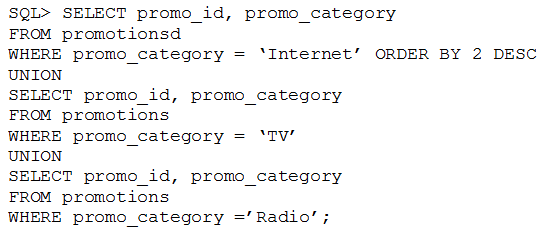 SQL> SELECT promo_id, promo_category
FROM promotionsd
WHERE promo_category = ‘Internet’ ORDER BY 2 DESC
UNION
SELECT promo_id, promo_category
FROM promotions
WHERE promo_category = ‘TV’
UNION
SELECT promo_id, promo_category
FROM promotions
WHERE promo_category =’Radio’;